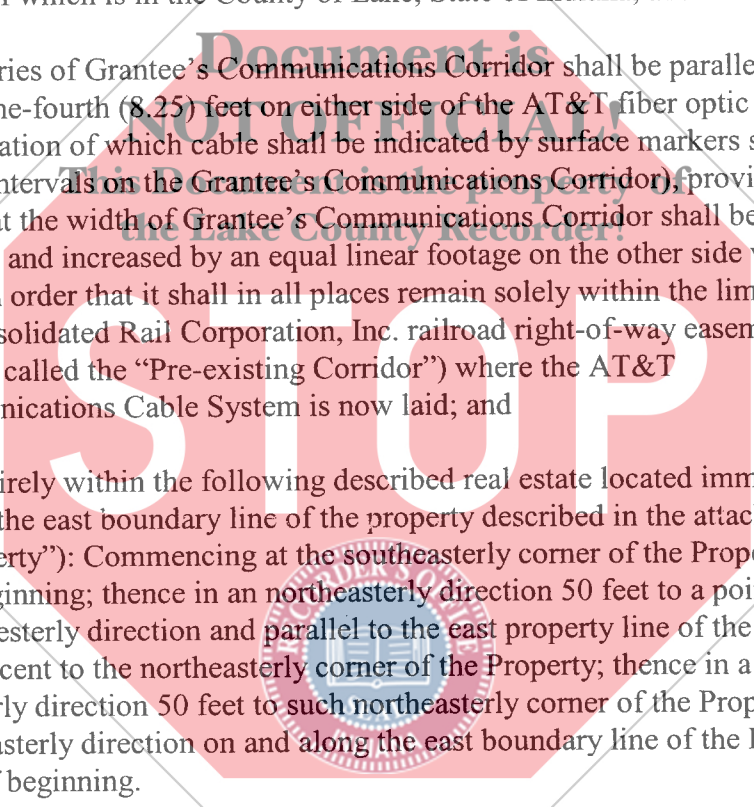 which is in the County of Lake, State of Indiana,
Document is
ries of Grantee’s Communications Corridor shall be paralle
ne-fourth (8.25) feet on either side of the AT&T fiber optic
NOT OFFICIAL!
ation of which cable shall be indicated by surface markers s
ntervals on the Grantee’s Communications Corridor), provi
This Document is the property of
at the width of Grantee’s Communications Corridor shall be
the Lake County Recorder!
and increased by an equal linear footage on the other side
order that it shall in all places remain solely within the lim
solidated Rail Corporation, Inc. railroad right-of-way easem
called the “Pre-existing Corridor”) where the AT&T
nications Cable System is now laid; and
STOP
irely within the following described real estate located imm
the east boundary line of the property described in the attac
erty”): Commencing at the southeasterly corner of the Prope
ginning; thence in an northeasterly direction 50 feet to a poi
esterly direction and parallel to the east property line of the
cent to the northeasterly corner of the Property; thence in a
rly direction 50 feet to such northeasterly corner of the Prop
asterly direction on and along the east boundary line of the
beginning.
RECORDER'S OFFICE